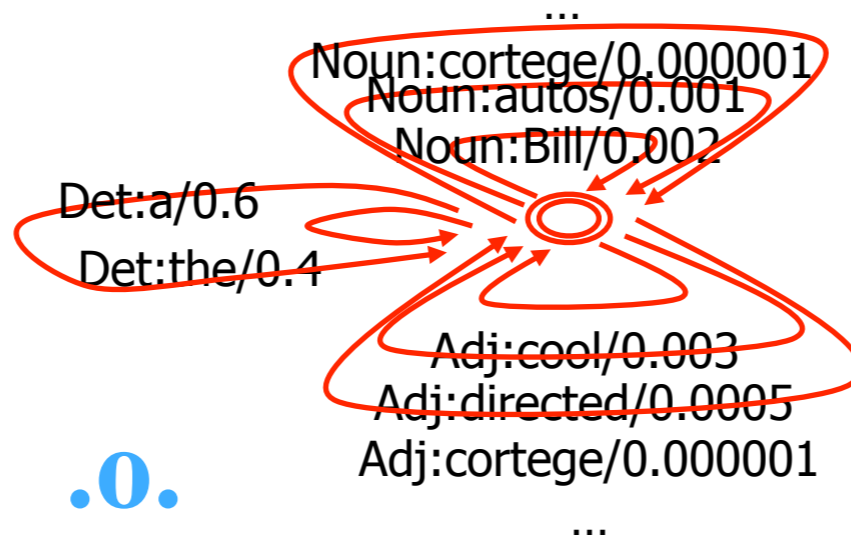 ...
Noun:cortege/0.000001
Noun:autos/0.001
Noun:Bill/0.002
Det:a/0.6
Det:the/0.4
Adj:cool/0.003
Adj:directed/0.0005
Adj:cortege/0.000001
.o.
...